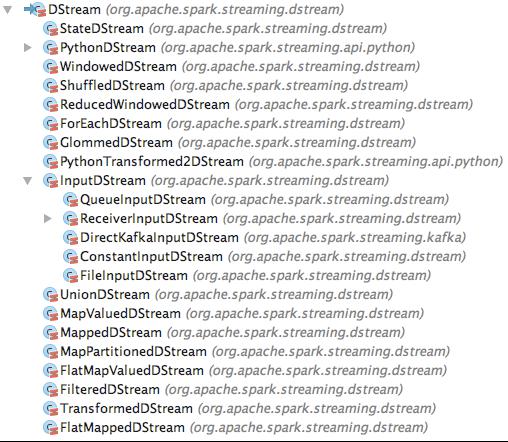 DStream (org.apache.spark.streaming.dstream)
StateDStream (org.apache.spark.streaming.dstream)
PythonDStream (org.apache.spark.streaming.api.python)
WindowedDStream (org.apache.spark.streaming.dstream)
ShuffledDStream (org.apache.spark.streaming.dstream)
ReducedWindowedDStream (org.apache.spark.streaming.dstream)
ForEachDStream (org.apache.spark.streaming.dstream)
GlommedDStream (org.apache.spark.streaming.dstream)
PythonTransformed2DStream (org.apache.spark.streaming.api.python)
InputDStream (org.apache.spark.streaming.dstream)
QueueInputDStream (org.apache.spark.streaming.dstream)
ReceiverInputDStream (org.apache.spark.streaming.dstream)
DirectKafkaInputDStream (org.apache.spark.streaming.kafka)
ConstantInputDStream (org.apache.spark.streaming.dstream)
FileInputDStream (org.apache.spark.streaming.dstream)
UnionDStream (org.apache.spark.streaming.dstream)
MapValuedDStream (org.apache.spark.streaming.dstream)
MappedDStream (org.apache.spark.streaming.dstream)
MapPartitionedDStream (org.apache.spark.streaming.dstream)
FlatMapValuedDStream (org.apache.spark.streaming.dstream)
FilteredDStream (org.apache.spark.streaming.dstream)
TransformedDStream (org.apache.spark.streaming.dstream)
FlatMappedDStream (org.apache.spark.streaming.dstream)